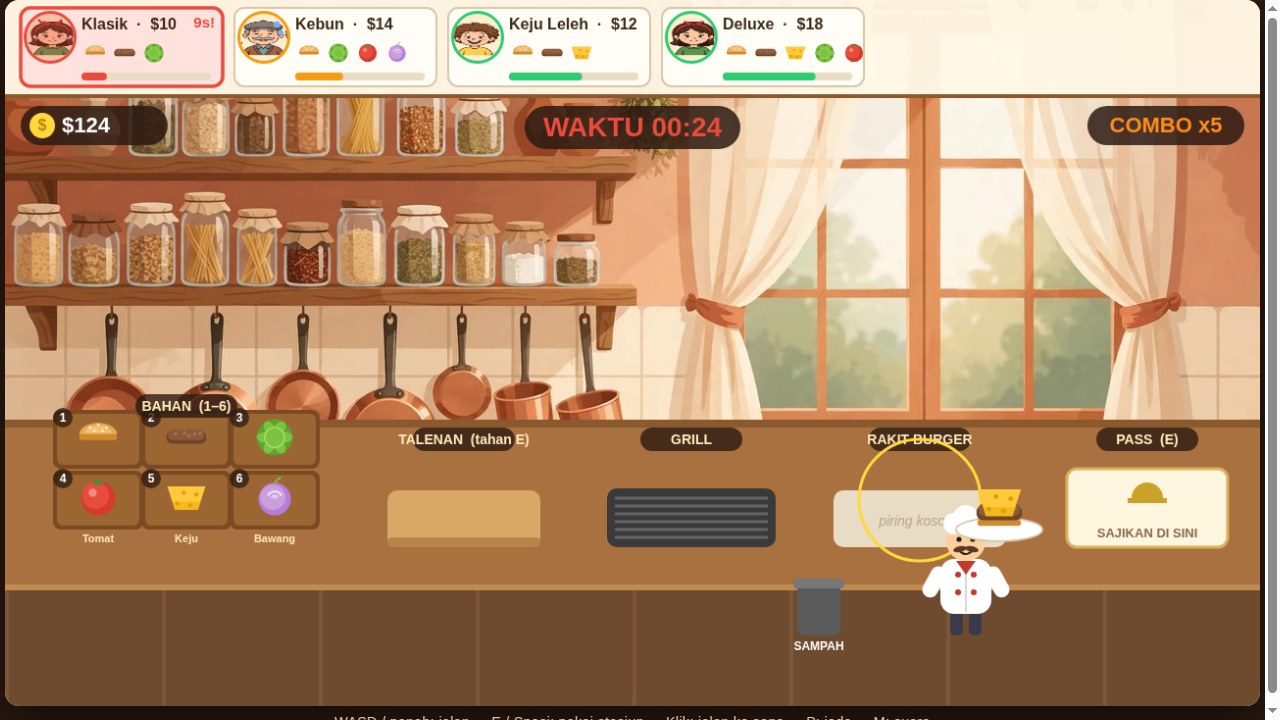 Klasik · $10 9s!
Kebun · $14
Keju Leleh · $12
Deluxe · $18
$ $124
WAKTU 00:24
COMBO x5
BAHAN (1–6)
1 2 3
4 5 6
Tomat Keju Bawang
TALENAN (tahan E)
GRILL
RAKIT BURGER
PASS (E)
SAJIKAN DI SINI
SAMPAH